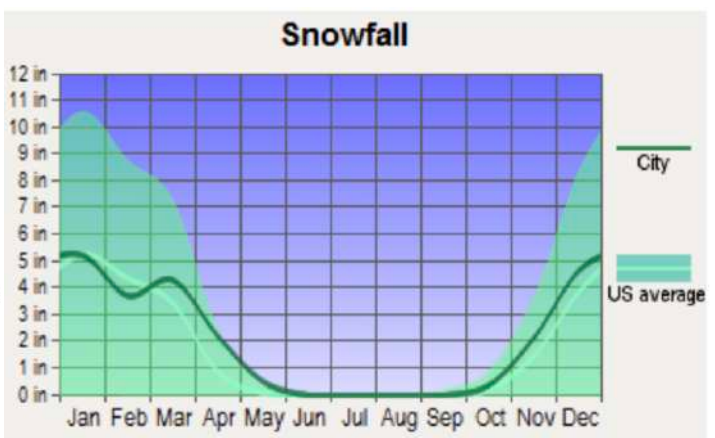 Snowfall
12 in
11 in
10 in
9 in
8 in
7 in
6 in
5 in
4 in
3 in
2 in
1 in
0 in
Jan Feb Mar Apr May Jun Jul Aug Sep Oct Nov Dec
City
US average